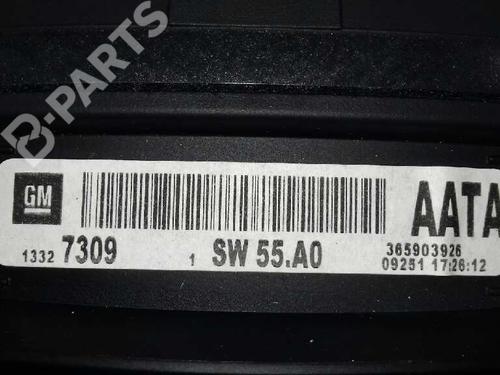 B-PARTS
GM
AATA
1332 7309 1 SW 55.A0
365903926
09251 17:26:12